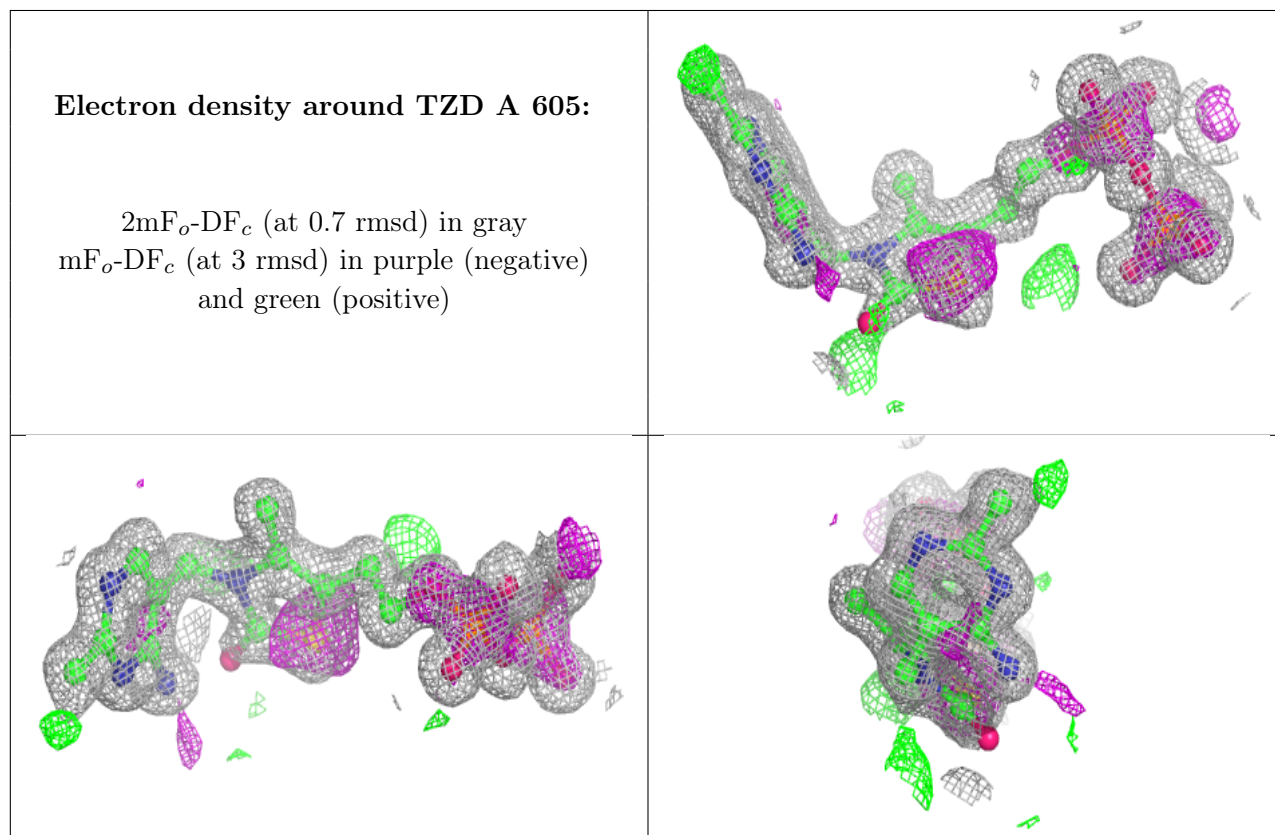 Electron density around TZD A 605:
2mFₒ-DF𝒸 (at 0.7 rmsd) in gray
mFₒ-DF𝒸 (at 3 rmsd) in purple (negative)
and green (positive)